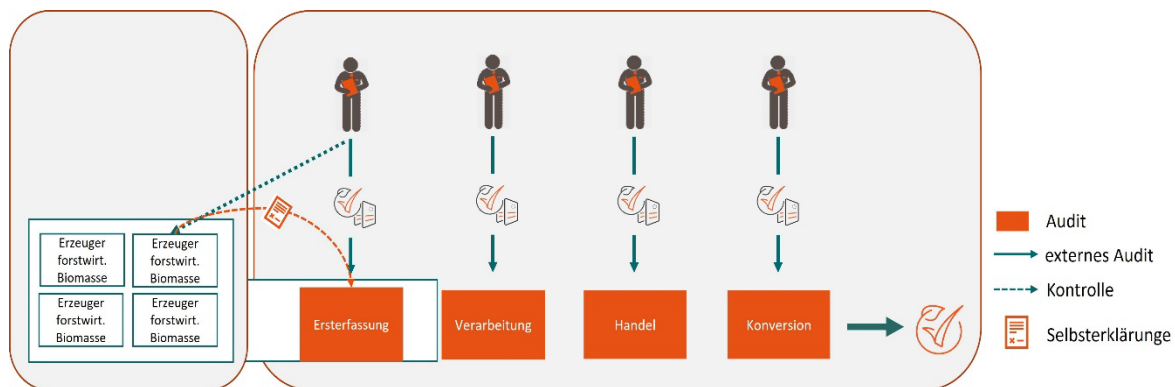 Erzeuger
forstwirt.
Biomasse
Erzeuger
forstwirt.
Biomasse
Erzeuger
forstwirt.
Biomasse
Erzeuger
forstwirt.
Biomasse
Ersterfassung
Verarbeitung
Handel
Konversion
Audit
externes Audit
Kontrolle
Selbsterklärunge